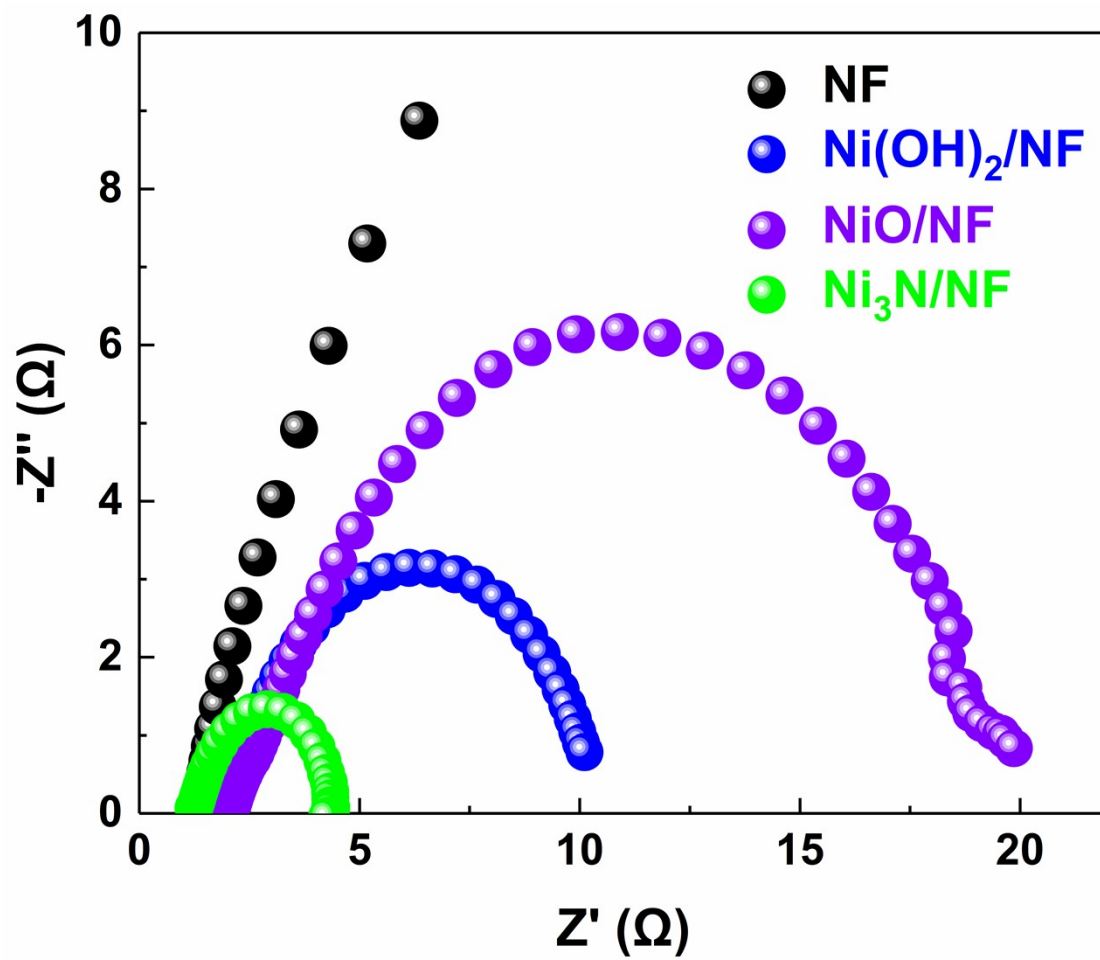 10
8
6
4
2
0
-Z" (Ω)
NF
Ni(OH)₂/NF
NiO/NF
Ni₃N/NF
0 5 10 15 20
Z' (Ω)